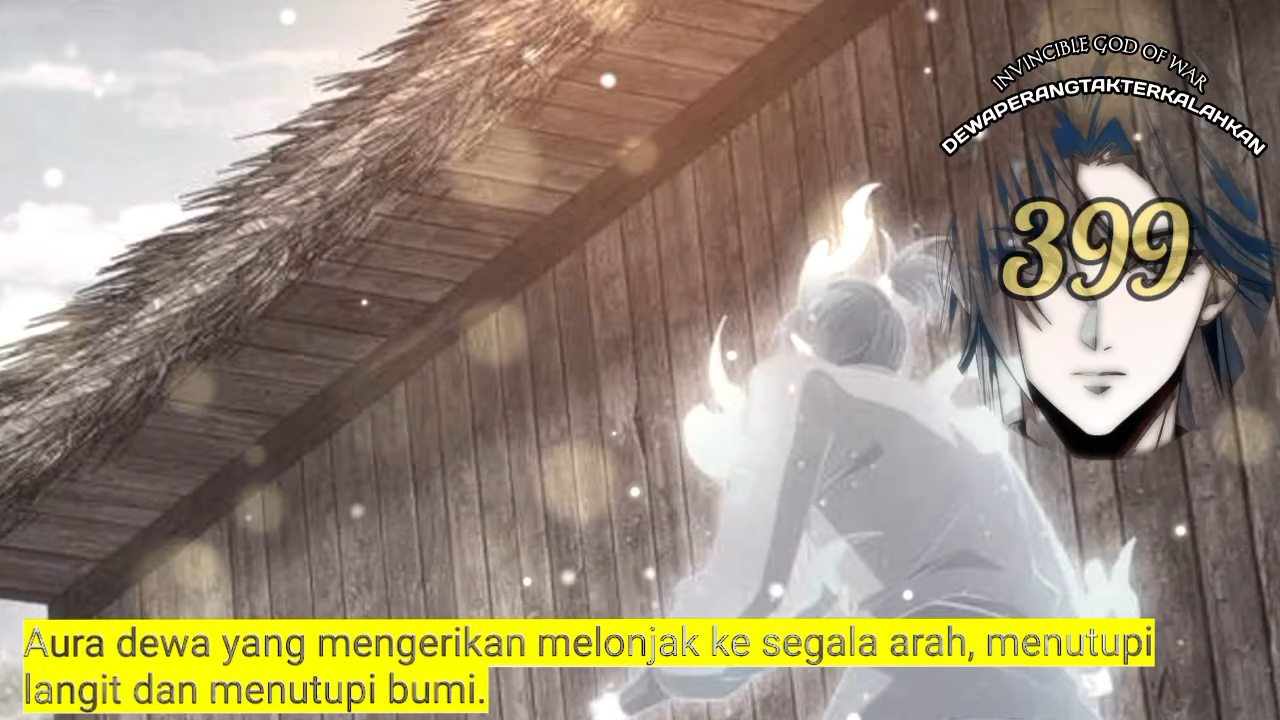 INVINCIBLE GOD OF WAR
DEWAPERANGTAKTERKALAHKAN
399
Aura dewa yang mengerikan melonjak ke segala arah, menutupi
langit dan menutupi bumi.